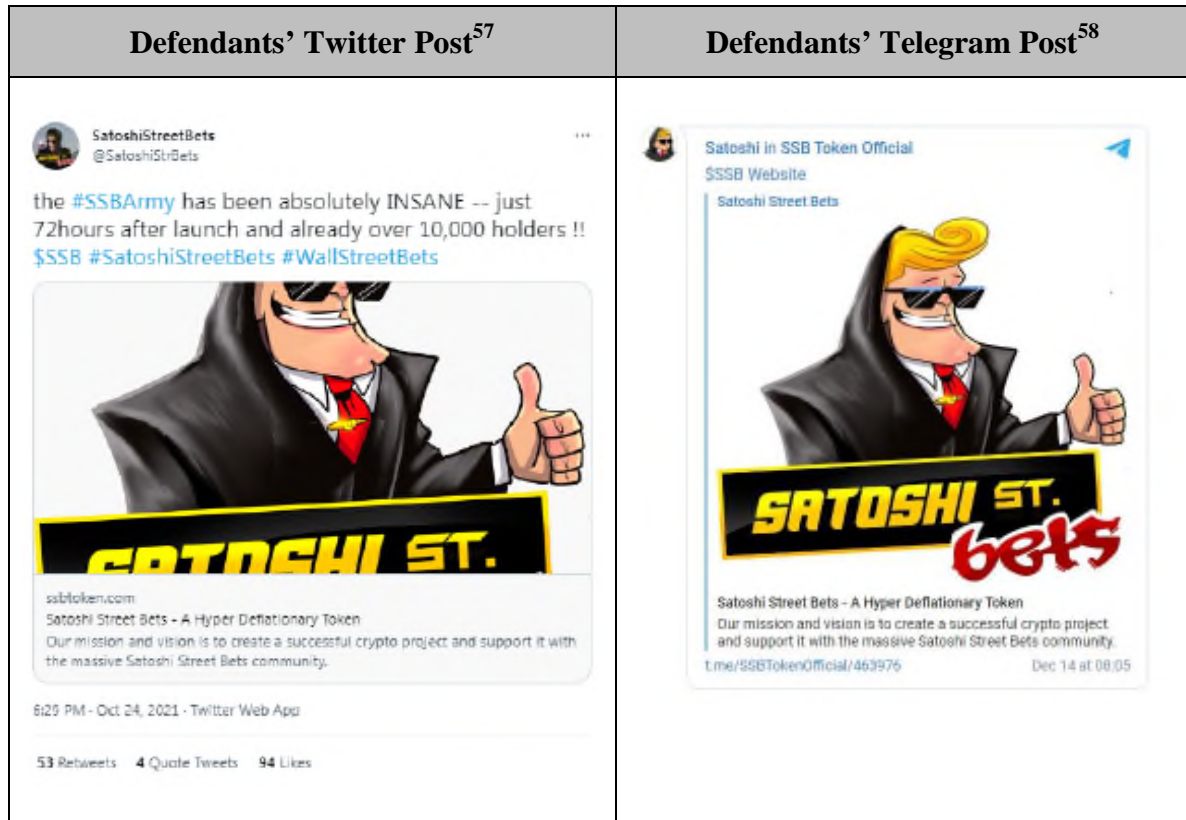 Defendants’ Twitter Post57
Defendants’ Telegram Post58
SatoshiStreetBets
@SatoshiStrBets
the #SSBArmy has been absolutely INSANE -- just
72hours after launch and already over 10,000 holders !!
$SSB #SatoshiStreetBets #WallStreetBets
SATOSHI ST.
ssbtoken.com
Satoshi Street Bets - A Hyper Deflationary Token
Our mission and vision is to create a successful crypto project and support it with
the massive Satoshi Street Bets community.
6:29 PM - Oct 24, 2021 - Twitter Web App
53 Retweets 4 Quote Tweets 94 Likes
Satoshi in SSB Token Official
$SSB Website
Satoshi Street Bets
SATOSHI ST.
bets
Satoshi Street Bets - A Hyper Deflationary Token
Our mission and vision is to create a successful crypto project
and support it with the massive Satoshi Street Bets community.
t.me/SSBTokenOfficial/463976 Dec 14 at 08:05